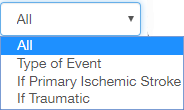 All
All
Type of Event
If Primary Ischemic Stroke
If Traumatic